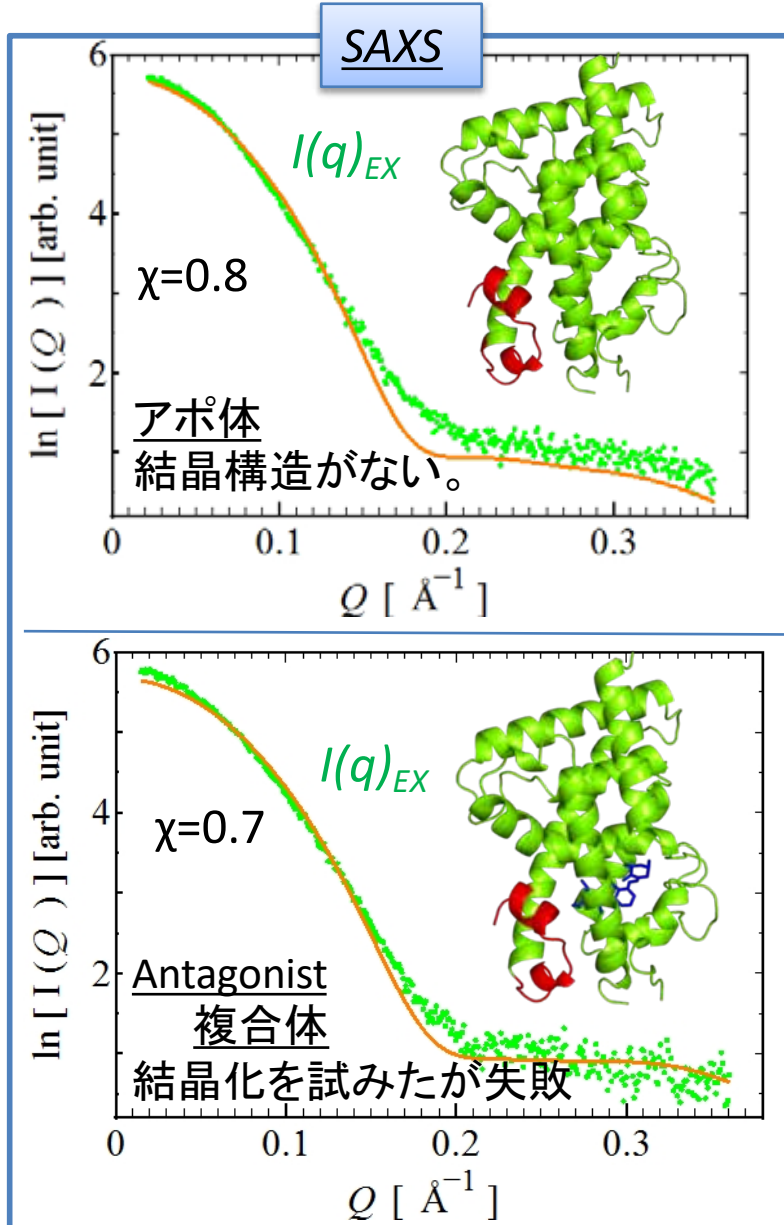 SAXS
6
4
2
ln [ I (Q ) ] [arb. unit]
I(q)EX
χ=0.8
アポ体
結晶構造がない。
0 0.1 0.2 0.3
Q [ Å⁻¹ ]
6
4
2
ln [ I (Q ) ] [arb. unit]
I(q)EX
χ=0.7
Antagonist
複合体
結晶化を試みたが失敗
0 0.1 0.2 0.3
Q [ Å⁻¹ ]